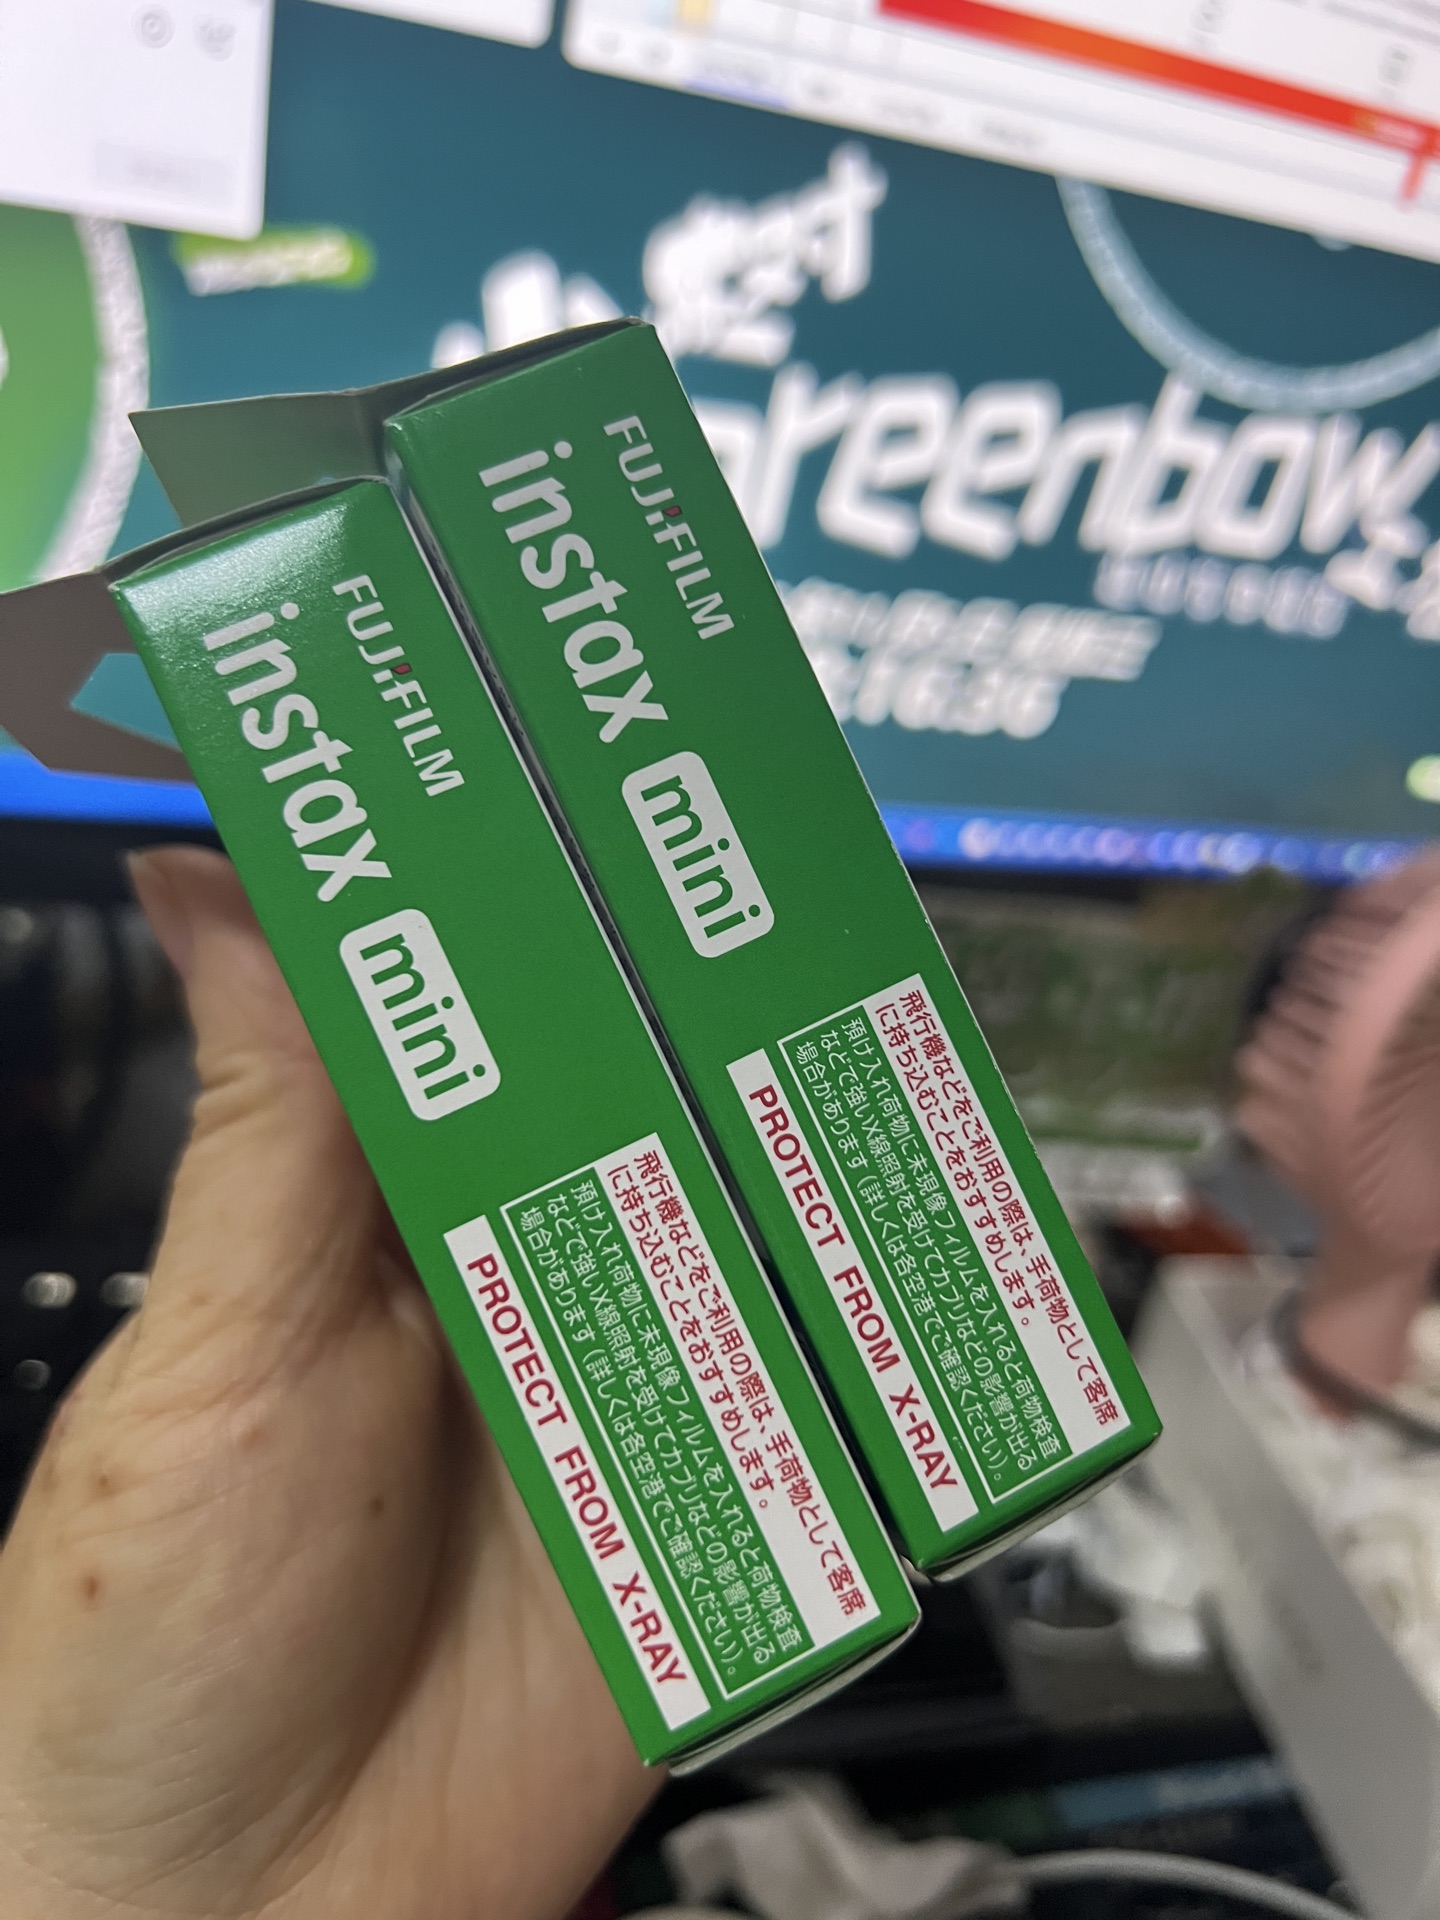 FUJIFILM
instax mini
飛行機などをご利用の際は、手荷物として客席
に持ち込むことをおすすめします。
預け入れ荷物に未現像フィルムを入れると荷物検査
などで強いX線照射を受けてカブリなどの影響が出る
場合があります（詳しくは各空港でご確認ください）。
PROTECT FROM X-RAY
FUJIFILM
instax mini
飛行機などをご利用の際は、手荷物として客席
に持ち込むことをおすすめします。
預け入れ荷物に未現像フィルムを入れると荷物検査
などで強いX線照射を受けてカブリなどの影響が出る
場合があります（詳しくは各空港でご確認ください）。
PROTECT FROM X-RAY
Greenbow